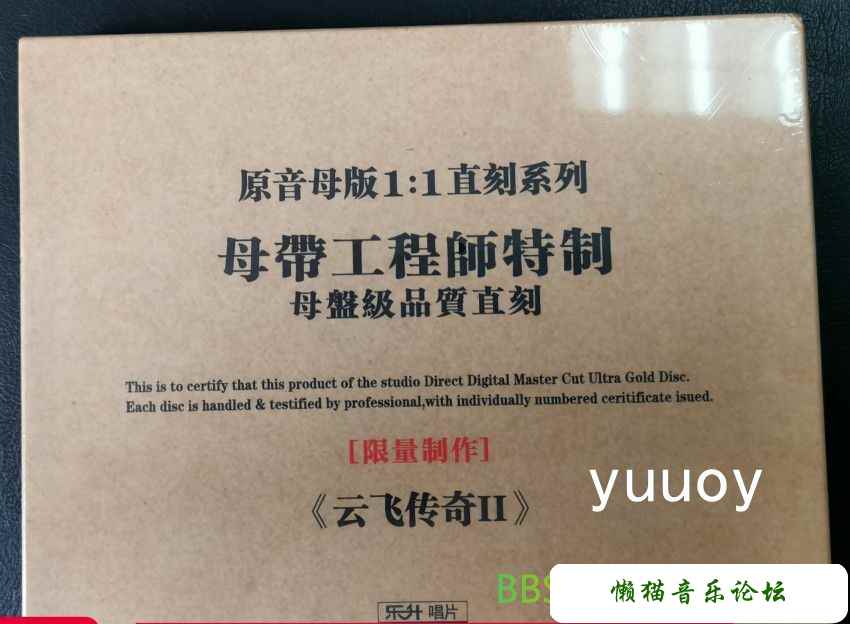 原音母版1:1直刻系列
母帶工程師特制
母盤級品質直刻
This is to certify that this product of the studio Direct Digital Master Cut Ultra Gold Disc.
Each disc is handled & testified by professional,with individually numbered ceritificate isued.
[限量制作]
yuuoy
《云飞传奇II》
BBS
懒猫音乐论坛
乐升 唱片